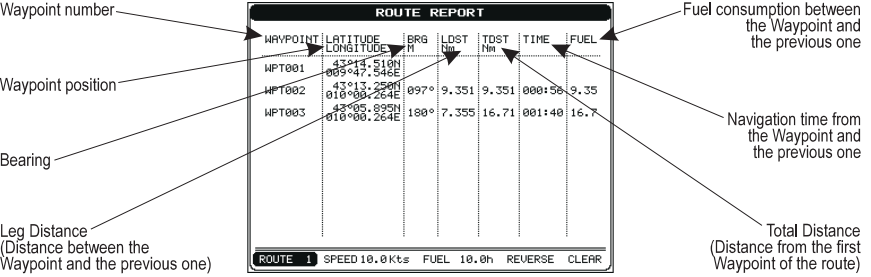 Waypoint number
Waypoint position
Bearing
Leg Distance
(Distance between the
Waypoint and the previous one)
ROUTE REPORT
WAYPOINT LATITUDE BRG LDST TDST TIME FUEL
LONGITUDE M Nm Nm
WPT001 43°14.510N
009°47.546E
WPT002 43°13.250N 097° 9.351 9.351 000:56 9.35
010°00.264E
WPT003 43°05.895N 180° 7.355 16.71 001:40 16.7
010°00.264E
ROUTE 1 SPEED 10.0Kts FUEL 10.0h REVERSE CLEAR
Fuel consumption between
the Waypoint and
the previous one
Navigation time from
the Waypoint and
the previous one
Total Distance
(Distance from the first
Waypoint of the route)